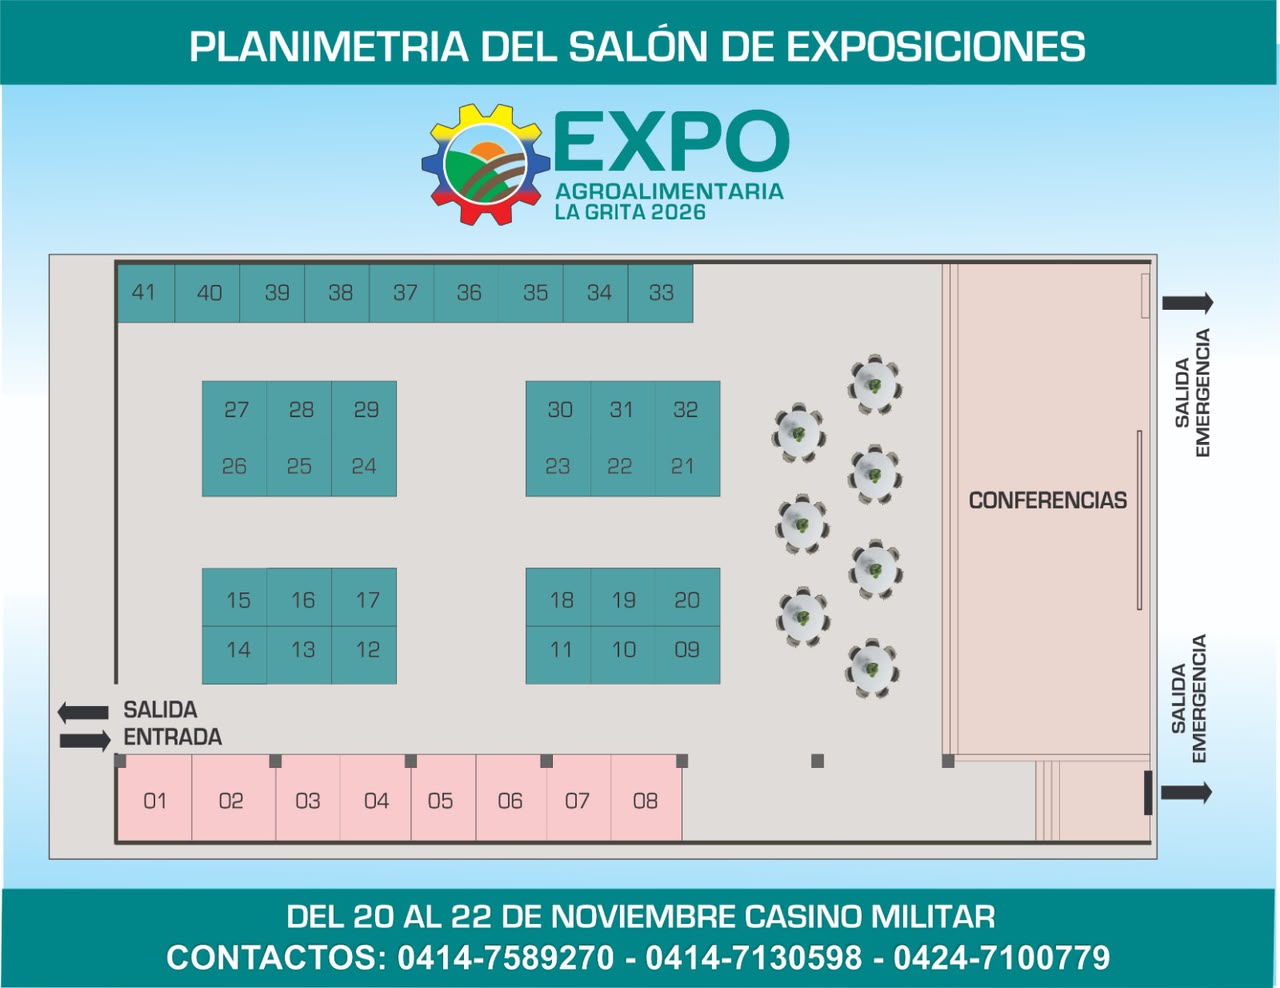 PLANIMETRIA DEL SALÓN DE EXPOSICIONES
EXPO
AGROALIMENTARIA
LA GRITA 2026
41 40 39 38 37 36 35 34 33
27 28 29 30 31 32
26 25 24 23 22 21
15 16 17 18 19 20
14 13 12 11 10 09
CONFERENCIAS
SALIDA
EMERGENCIA
SALIDA
EMERGENCIA
SALIDA
ENTRADA
01 02 03 04 05 06 07 08
DEL 20 AL 22 DE NOVIEMBRE CASINO MILITAR
CONTACTOS: 0414-7589270 - 0414-7130598 - 0424-7100779